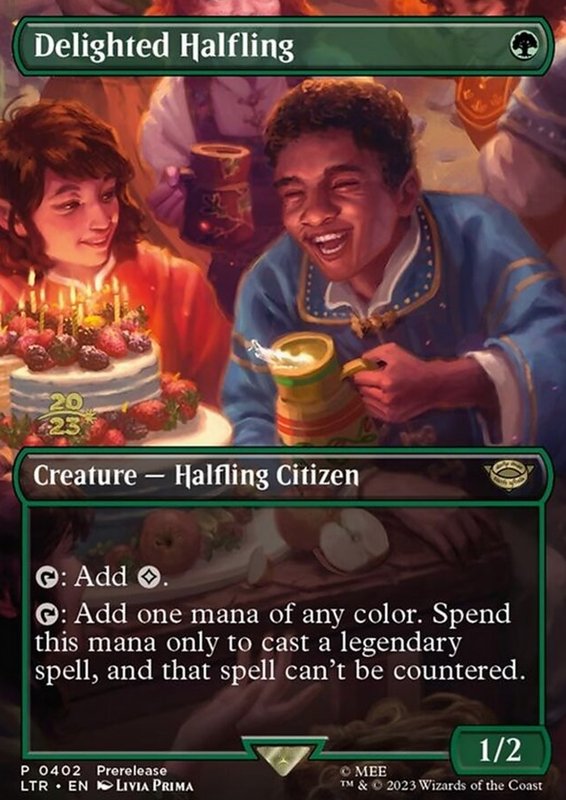 Delighted Halfling
20
23
Creature — Halfling Citizen
: Add .
: Add one mana of any color. Spend
this mana only to cast a legendary
spell, and that spell can't be countered.
1/2
P 0402 Prerelease
LTR • EN Livia Prima
© MEE
™ & © 2023 Wizards of the Coast